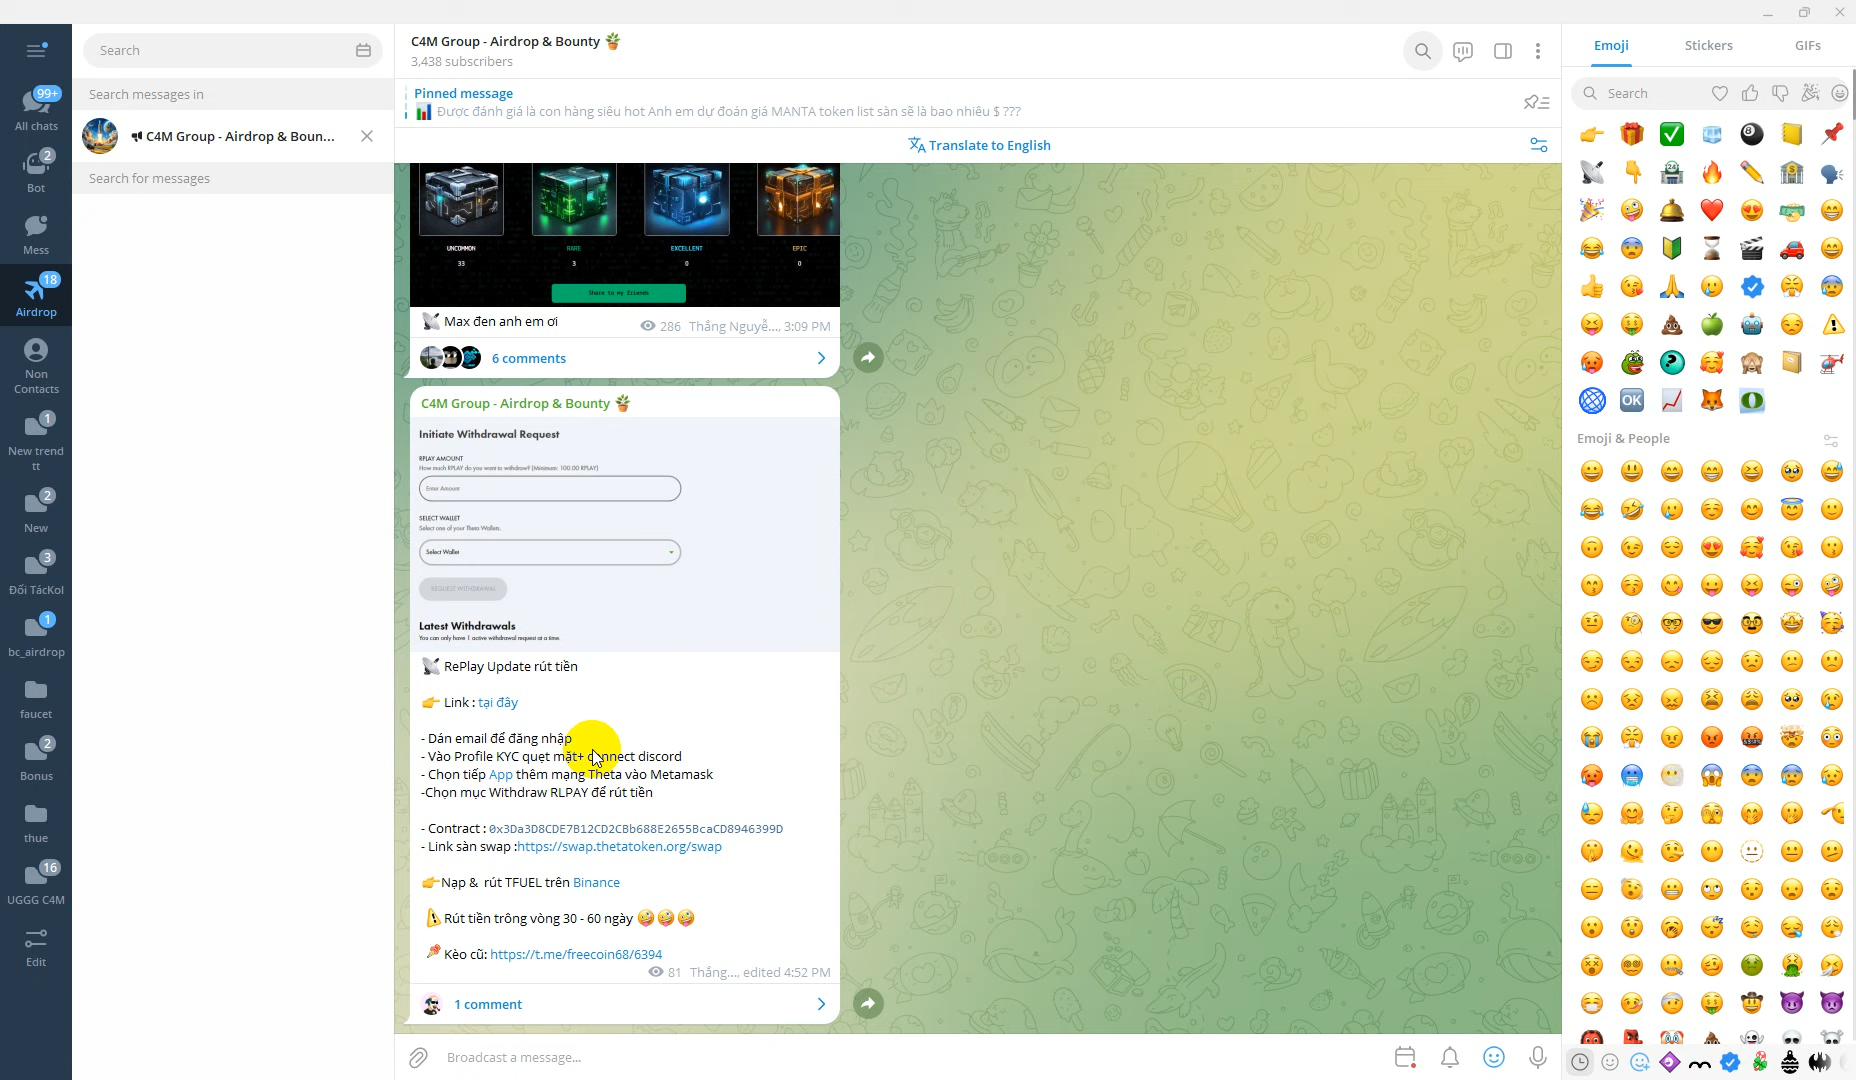 99+
All chats
2
Bot
Mess
18
Airdrop
Non
Contacts
1
New trend
tt
2
New
3
Đối TácKol
1
bc_airdrop
faucet
2
Bonus
thue
16
UGGG C4M
Edit
Search
Search messages in
C4M Group - Airdrop & Boun...
Search for messages
C4M Group - Airdrop & Bounty
3,438 subscribers
Pinned message
Được đánh giá là con hàng siêu hot Anh em dự đoán giá MANTA token list sàn sẽ là bao nhiêu $ ???
Translate to English
UNCOMMON RARE EXCELLENT EPIC
33 3 0 0
Share to my friends
Max đen anh em ơi
286 Thắng Nguyễ..., 3:09 PM
6 comments
C4M Group - Airdrop & Bounty
Initiate Withdrawal Request
RPLAY AMOUNT
How much RPLAY do you want to withdraw? (Minimum: 100.00 RPLAY)
Enter Amount
SELECT WALLET
Select one of your Theta Wallets.
Select Wallet
REQUEST WITHDRAWAL
Latest Withdrawals
You can only have 1 active withdrawal request at a time.
RePlay Update rút tiền
Link : tại đây
- Dán email để đăng nhập
- Vào Profile KYC quẹt mặt+ connect discord
- Chọn tiếp App thêm mạng Theta vào Metamask
-Chọn mục Withdraw RLPAY để rút tiền
- Contract : 0x3Da3D8CDE7B12CD2CBb688E2655BcaCD8946399D
- Link sàn swap :https://swap.thetatoken.org/swap
Nạp & rút TFUEL trên Binance
Rút tiền trông vòng 30 - 60 ngày
Kèo cũ: https://t.me/freecoin68/6394
81 Thắng..., edited 4:52 PM
1 comment
Broadcast a message...
Emoji Stickers GIFs
Search
OK
Emoji & People